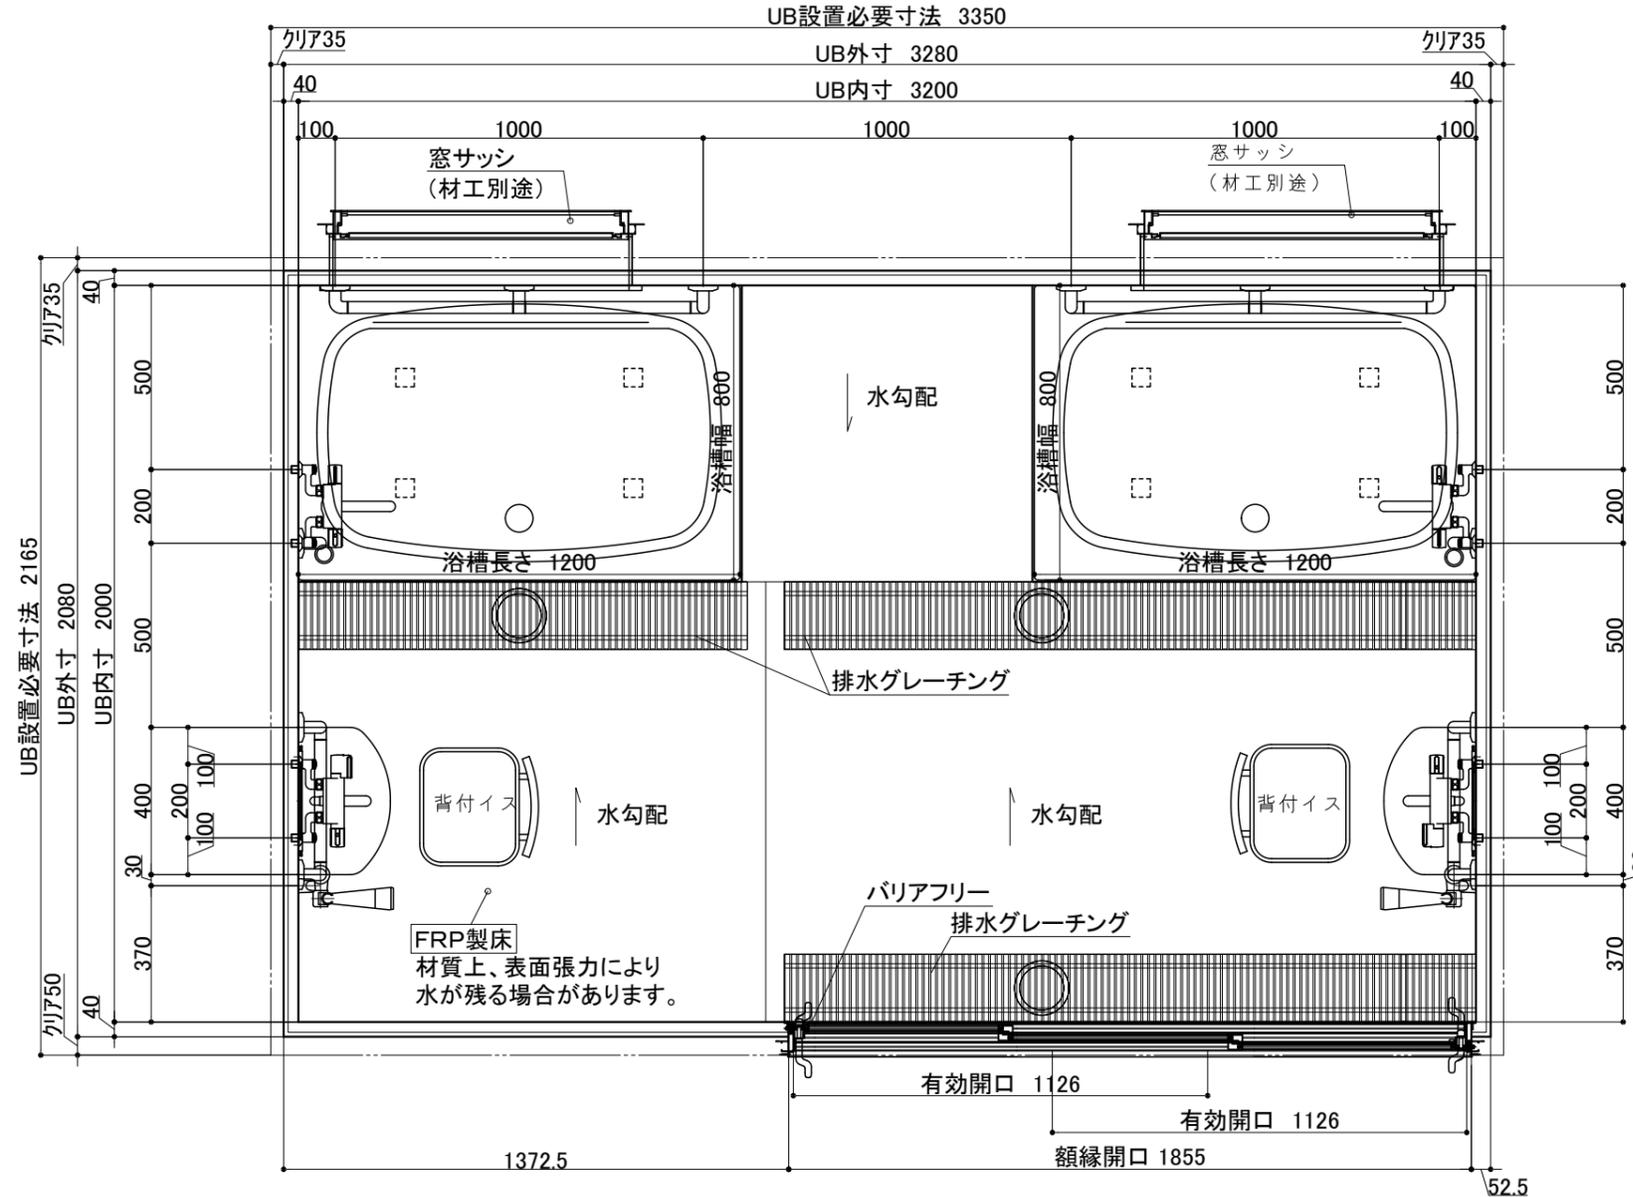 UB設置必要寸法 3350
ｸﾘｱ35
ｸﾘｱ35
UB外寸 3280
40
UB内寸 3200
40
100
1000
1000
1000
100
窓サッシ
（材工別途）
窓サッシ
（材工別途）
ｸﾘｱ35
40
500
200
500
400
30
370
200
100
100
UB設置必要寸法 2165
UB外寸 2080
UB内寸 2000
ｸﾘｱ50
40
浴槽幅 800
水勾配
浴槽幅 800
浴槽長さ 1200
浴槽長さ 1200
排水グレーチング
背付イス
水勾配
水勾配
背付イス
500
200
500
100
100
200
400
370
バリアフリー
排水グレーチング
FRP製床
材質上、表面張力により
水が残る場合があります。
有効開口 1126
有効開口 1126
1372.5
額縁開口 1855
52.5